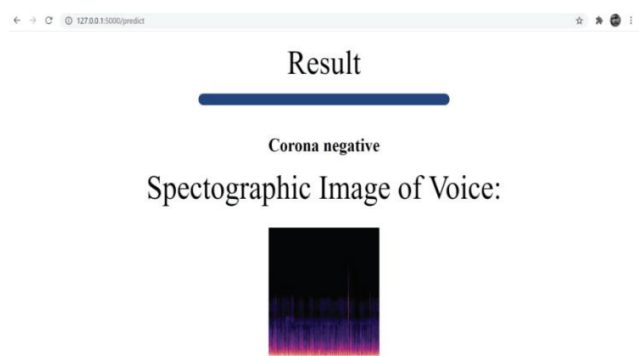 127.0.0.1:5000/predict
Result
Corona negative
Spectographic Image of Voice: